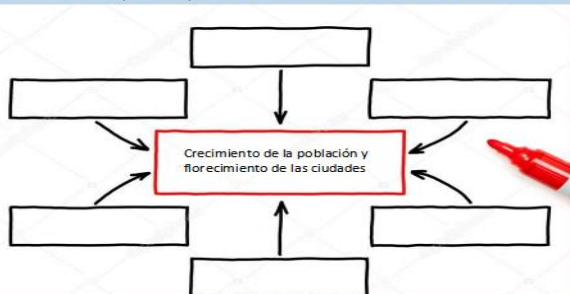 Crecimiento de la población y
florecimiento de las ciudades